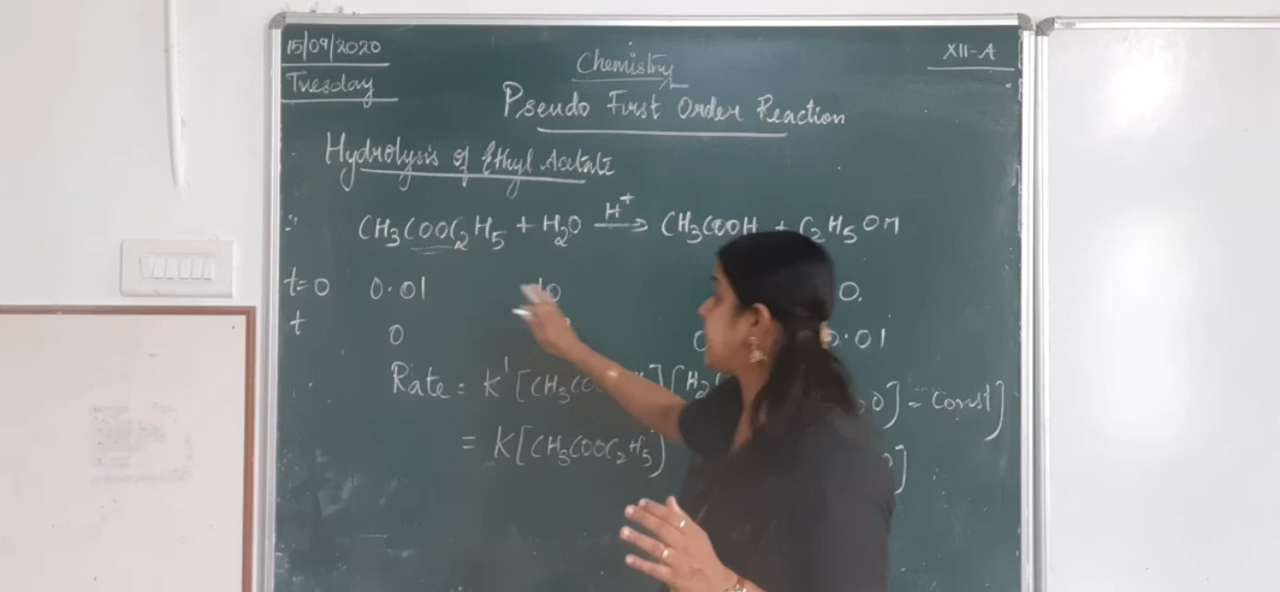 15/09/2020
Tuesday
Chemistry
XII-A
Pseudo First Order Reaction
Hydrolysis of Ethyl Acetate
CH3COOC2H5 + H2O H+→ CH3COOH + C2H5OH
t=0 0.01 10 0.
t 0 0 0.01
Rate = K'[CH3CO ][H2 O] = Const]
= K[CH3COOC2H5) ]